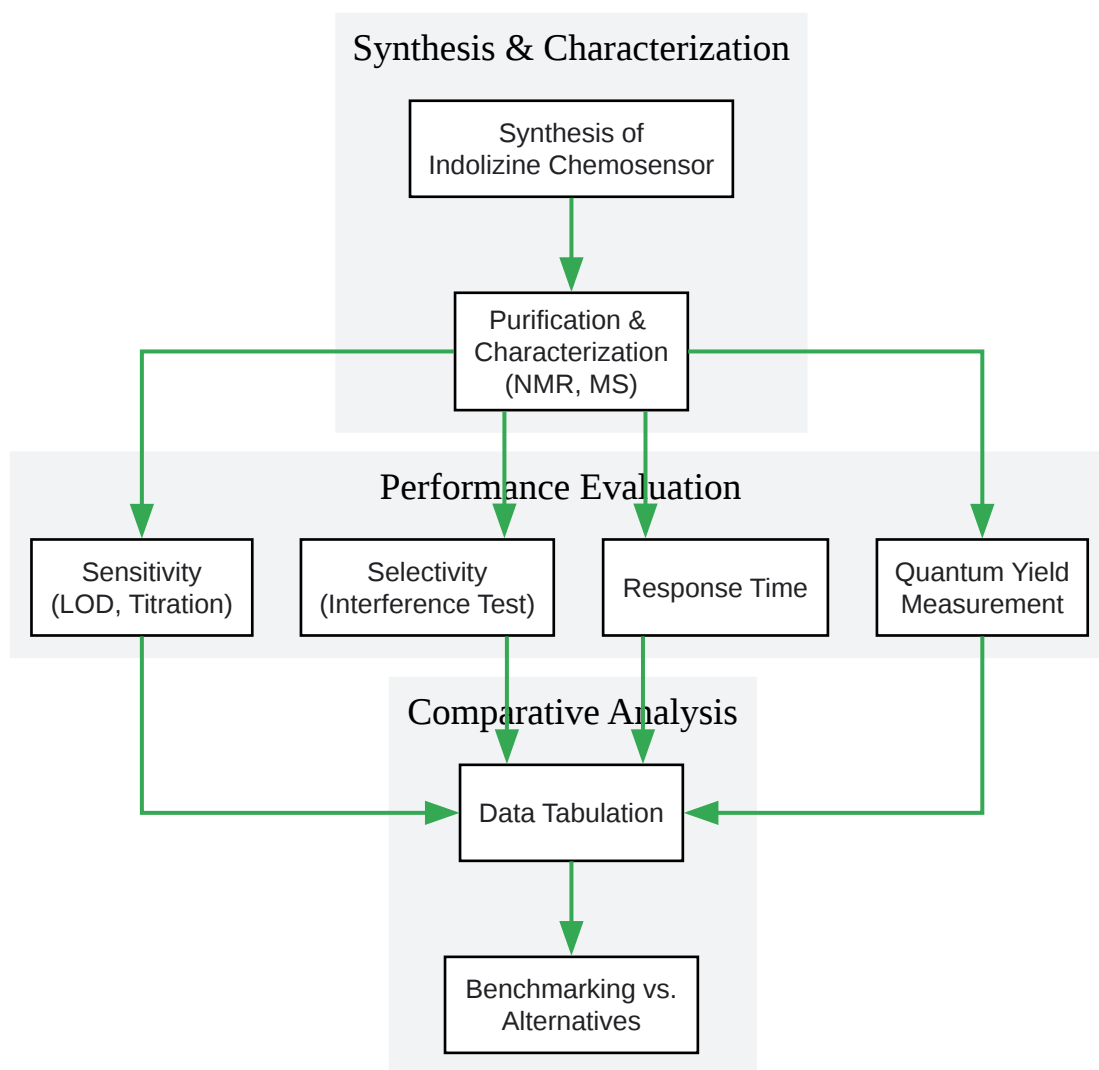 Synthesis & Characterization
Synthesis of
Indolizine Chemosensor
Purification &
Characterization
(NMR, MS)
Performance Evaluation
Sensitivity
(LOD, Titration)
Selectivity
(Interference Test)
Response Time
Quantum Yield
Measurement
Comparative Analysis
Data Tabulation
Benchmarking vs.
Alternatives